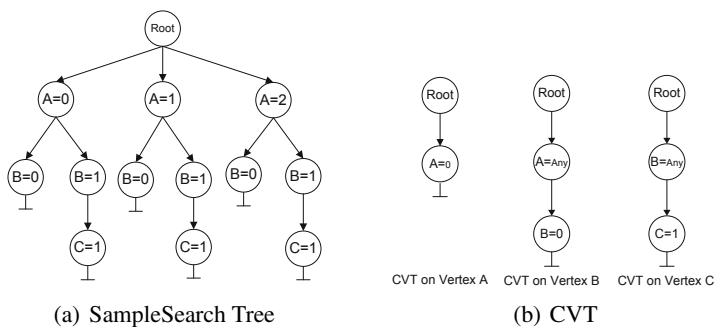 Root
A=0
A=1
A=2
B=0
B=1
B=0
B=1
B=0
B=1
C=1
C=1
C=1
(a) SampleSearch Tree
Root
Root
Root
A=0
A=Any
B=Any
B=0
C=1
CVT on Vertex A
CVT on Vertex B
CVT on Vertex C
(b) CVT